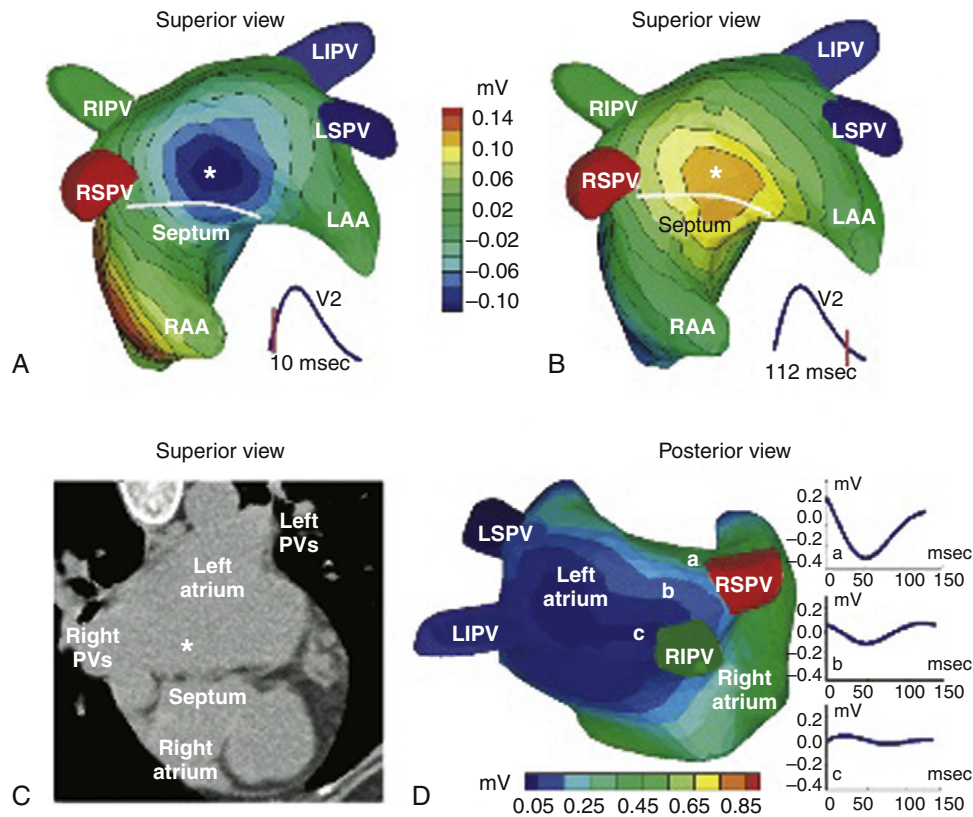 Superior view
Superior view
LIPV
LIPV
RIPV
RIPV
mV
0.14
0.10
0.06
0.02
–0.02
–0.06
–0.10
LSPV
LSPV
*
*
RSPV
RSPV
Septum
Septum
LAA
LAA
RAA
RAA
V2
V2
A
10 msec
B
112 msec
Superior view
Posterior view
Left
PVs
Left
atrium
Right
PVs
*
Septum
Right
atrium
C
LSPV
a
RSPV
Left
atrium
b
LIPV
c
RIPV
Right
atrium
mV
0.05 0.25 0.45 0.65 0.85
D
mV
0.2
0.0
–0.2
–0.4
a
msec
0 50 100 150
mV
0.2
0.0
–0.2
–0.4
b
msec
0 50 100 150
mV
0.2
0.0
–0.2
–0.4
c
msec
0 50 100 150